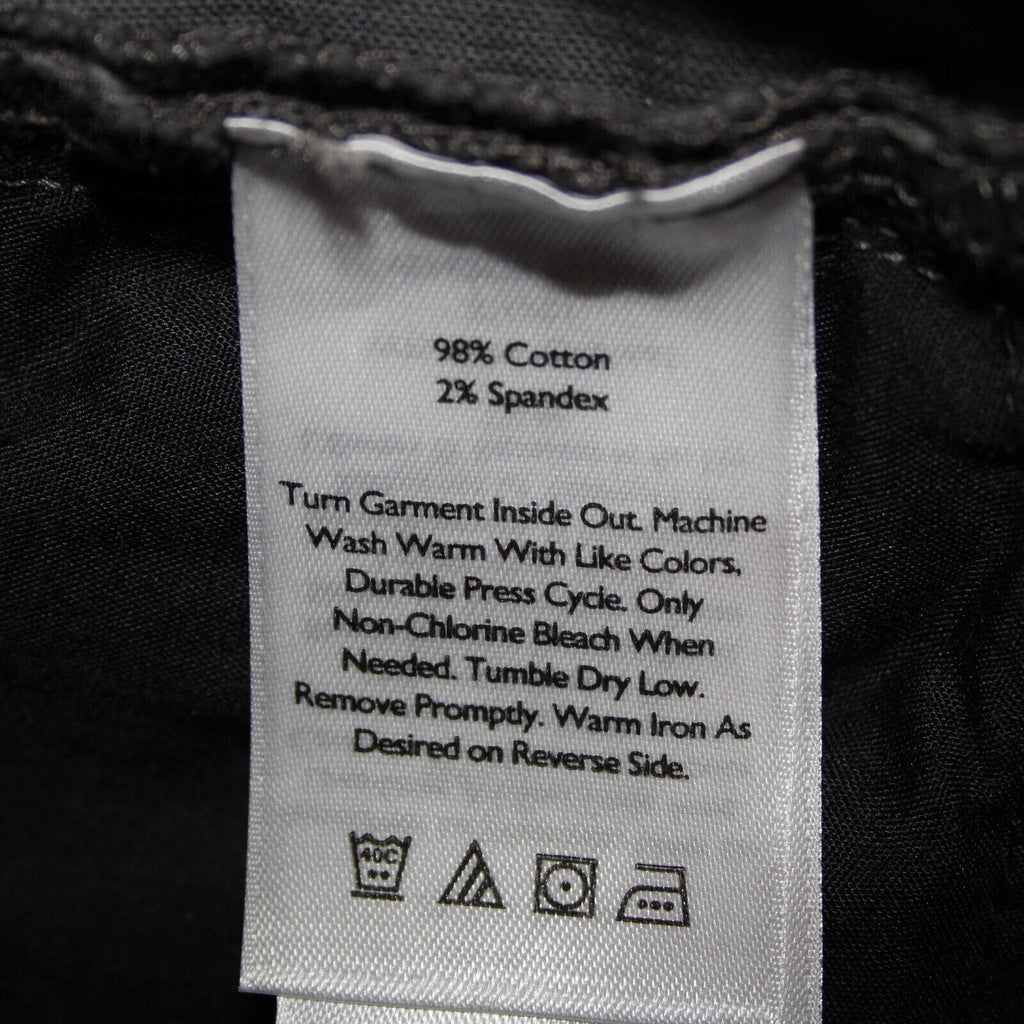 98% Cotton
2% Spandex
Turn Garment Inside Out. Machine
Wash Warm With Like Colors,
Durable Press Cycle. Only
Non-Chlorine Bleach When
Needed. Tumble Dry Low.
Remove Promptly. Warm Iron As
Desired on Reverse Side.
40C